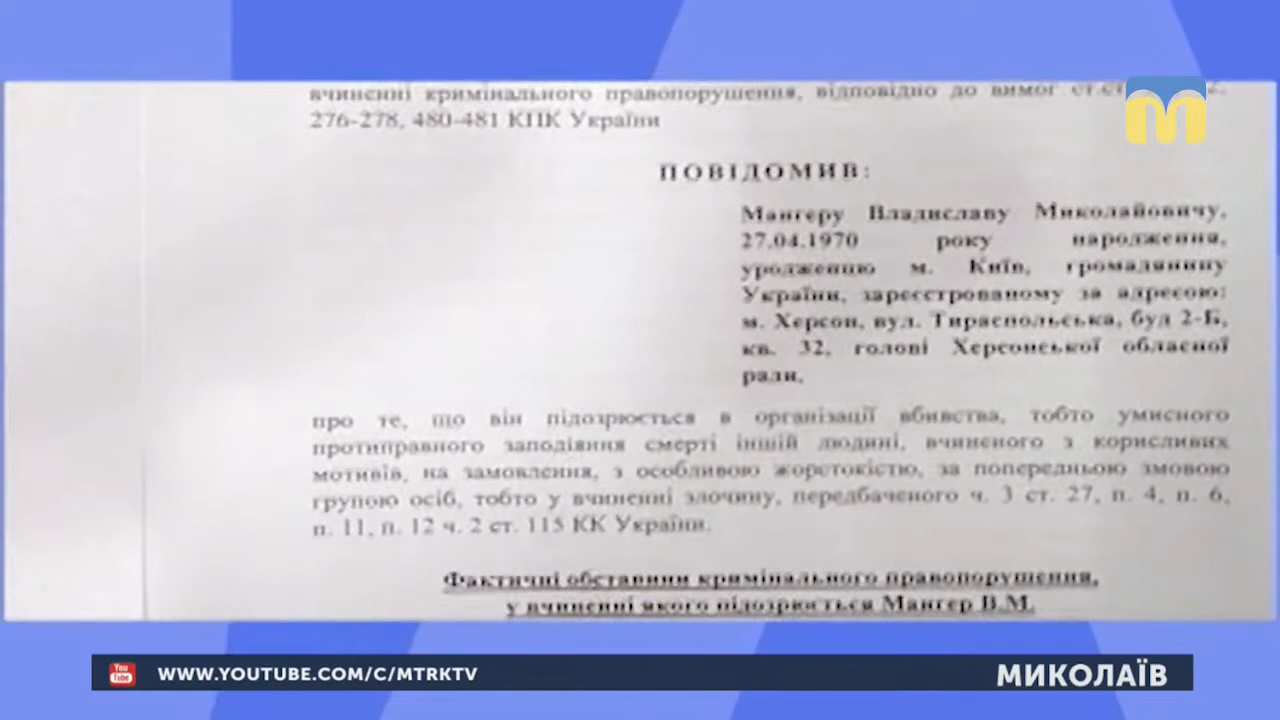 вчиненні кримінального правопорушення, відповідно до вимог
276-278, 480-481 КПК України
ПОВІДОМИВ:
Мангеру Владиславу Миколайовичу,
27.04.1970 року народження,
уродженцю м. Київ, громадянину
України, зареєстрованому за адресою:
м. Херсон, вул. Тираспольська, буд 2-Б,
кв. 32, голові Херсонської обласної
ради,
про те, що він підозрюється в організації вбивства, тобто умисного
протиправного заподіяння смерті іншій людині, вчиненого з корисливих
мотивів, на замовлення, з особливою жорстокістю, за попередньою змовою
групою осіб, тобто у вчиненні злочину, передбаченого ч. 3 ст. 27, п. 4, п. 6,
п. 11, п. 12 ч. 2 ст. 115 КК України.
Фактичні обставини кримінального правопорушення,
у вчиненні якого підозрюється Мангер В.М.
You Tube WWW.YOUTUBE.COM/C/MTRKTV
МИКОЛАЇВ